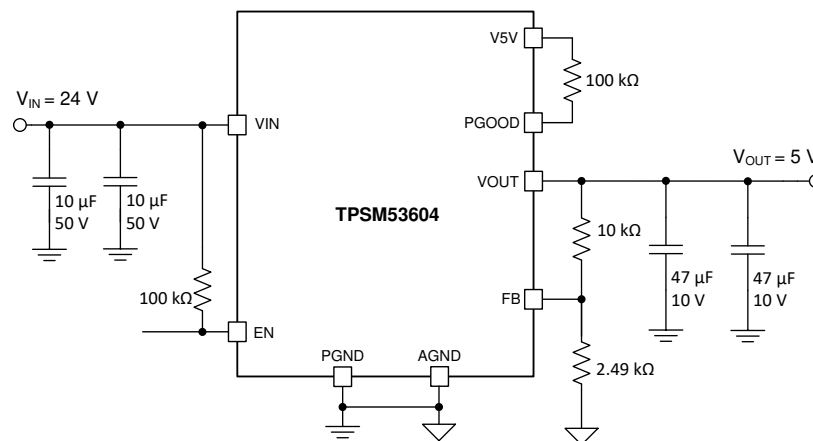 V5V
100 kΩ
V_IN = 24 V
VIN
PGOOD
V_OUT = 5 V
VOUT
10 µF
50 V
10 µF
50 V
TPSM53604
10 kΩ
47 µF
10 V
47 µF
10 V
100 kΩ
FB
EN
PGND
AGND
2.49 kΩ